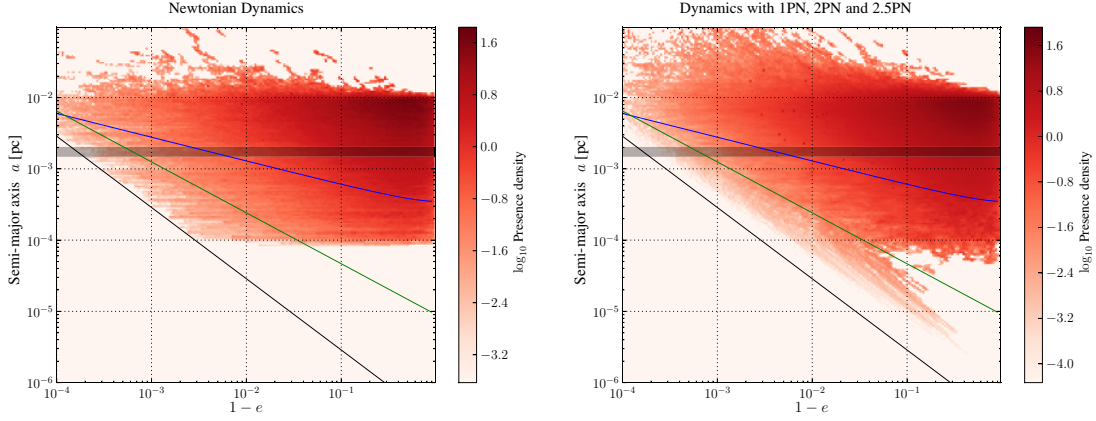 Newtonian Dynamics
10⁻²
10⁻³
10⁻⁴
10⁻⁵
10⁻⁶
Semi-major axis a [pc]
10⁻⁴ 10⁻³ 10⁻² 10⁻¹
1 − e
1.6
0.8
0.0
−0.8
−1.6
−2.4
−3.2
log₁₀ Presence density
Dynamics with 1PN, 2PN and 2.5PN
10⁻²
10⁻³
10⁻⁴
10⁻⁵
10⁻⁶
Semi-major axis a [pc]
10⁻⁴ 10⁻³ 10⁻² 10⁻¹
1 − e
1.6
0.8
0.0
−0.8
−1.6
−2.4
−3.2
−4.0
log₁₀ Presence density